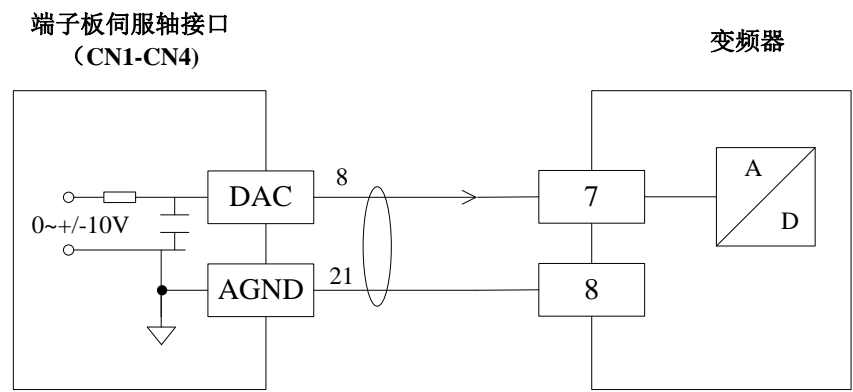 端子板伺服轴接口
（CN1-CN4)
变频器
0~+/-10V
DAC
8
AGND
21
7
8
A
D